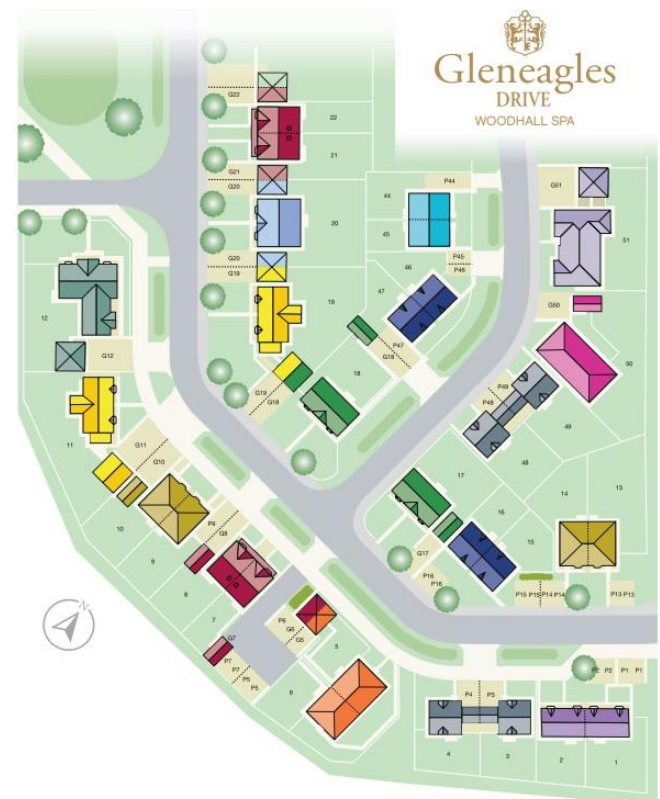 Gleneagles
DRIVE
WOODHALL SPA
G22
22
21
G21
G20
20
G20
G19
19
44
P44
45
P45
P46
46
47
P47
G18
18
G19
G18
G51
51
G50
50
P49
P48
49
48
12
G12
11
G11
G10
10
P9
G8
9
8
7
G7
P7
P7
P5
P5
P6
G6
G5
5
6
17
16
15
14
13
G17
P16
P16
P15 P15 P14 P14
P13 P13
P2 P2 P1 P1
P4 P3
4
3
2
1
N